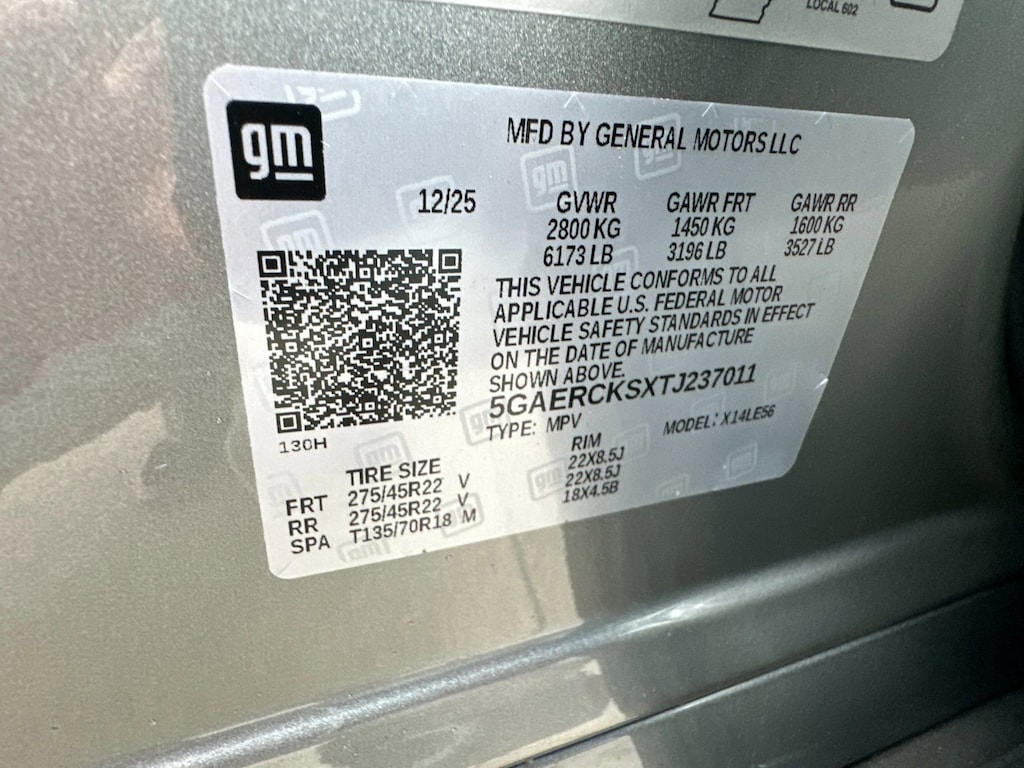 LOCAL 602
gm
MFD BY GENERAL MOTORS LLC
12/25
GVWR GAWR FRT GAWR RR
2800 KG 1450 KG 1600 KG
6173 LB 3196 LB 3527 LB
THIS VEHICLE CONFORMS TO ALL
APPLICABLE U.S. FEDERAL MOTOR
VEHICLE SAFETY STANDARDS IN EFFECT
ON THE DATE OF MANUFACTURE
SHOWN ABOVE.
5GAERCKSXTJ237011
TYPE: MPV MODEL: X14LE56
130H
TIRE SIZE RIM
FRT 275/45R22 V 22X8.5J
RR 275/45R22 V 22X8.5J
SPA T135/70R18 M 18X4.5B